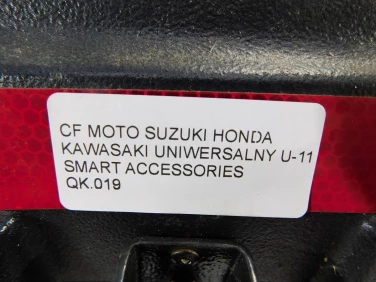 CF MOTO SUZUKI HONDA
KAWASAKI UNIWERSALNY U-11
SMART ACCESSORIES
QK.019